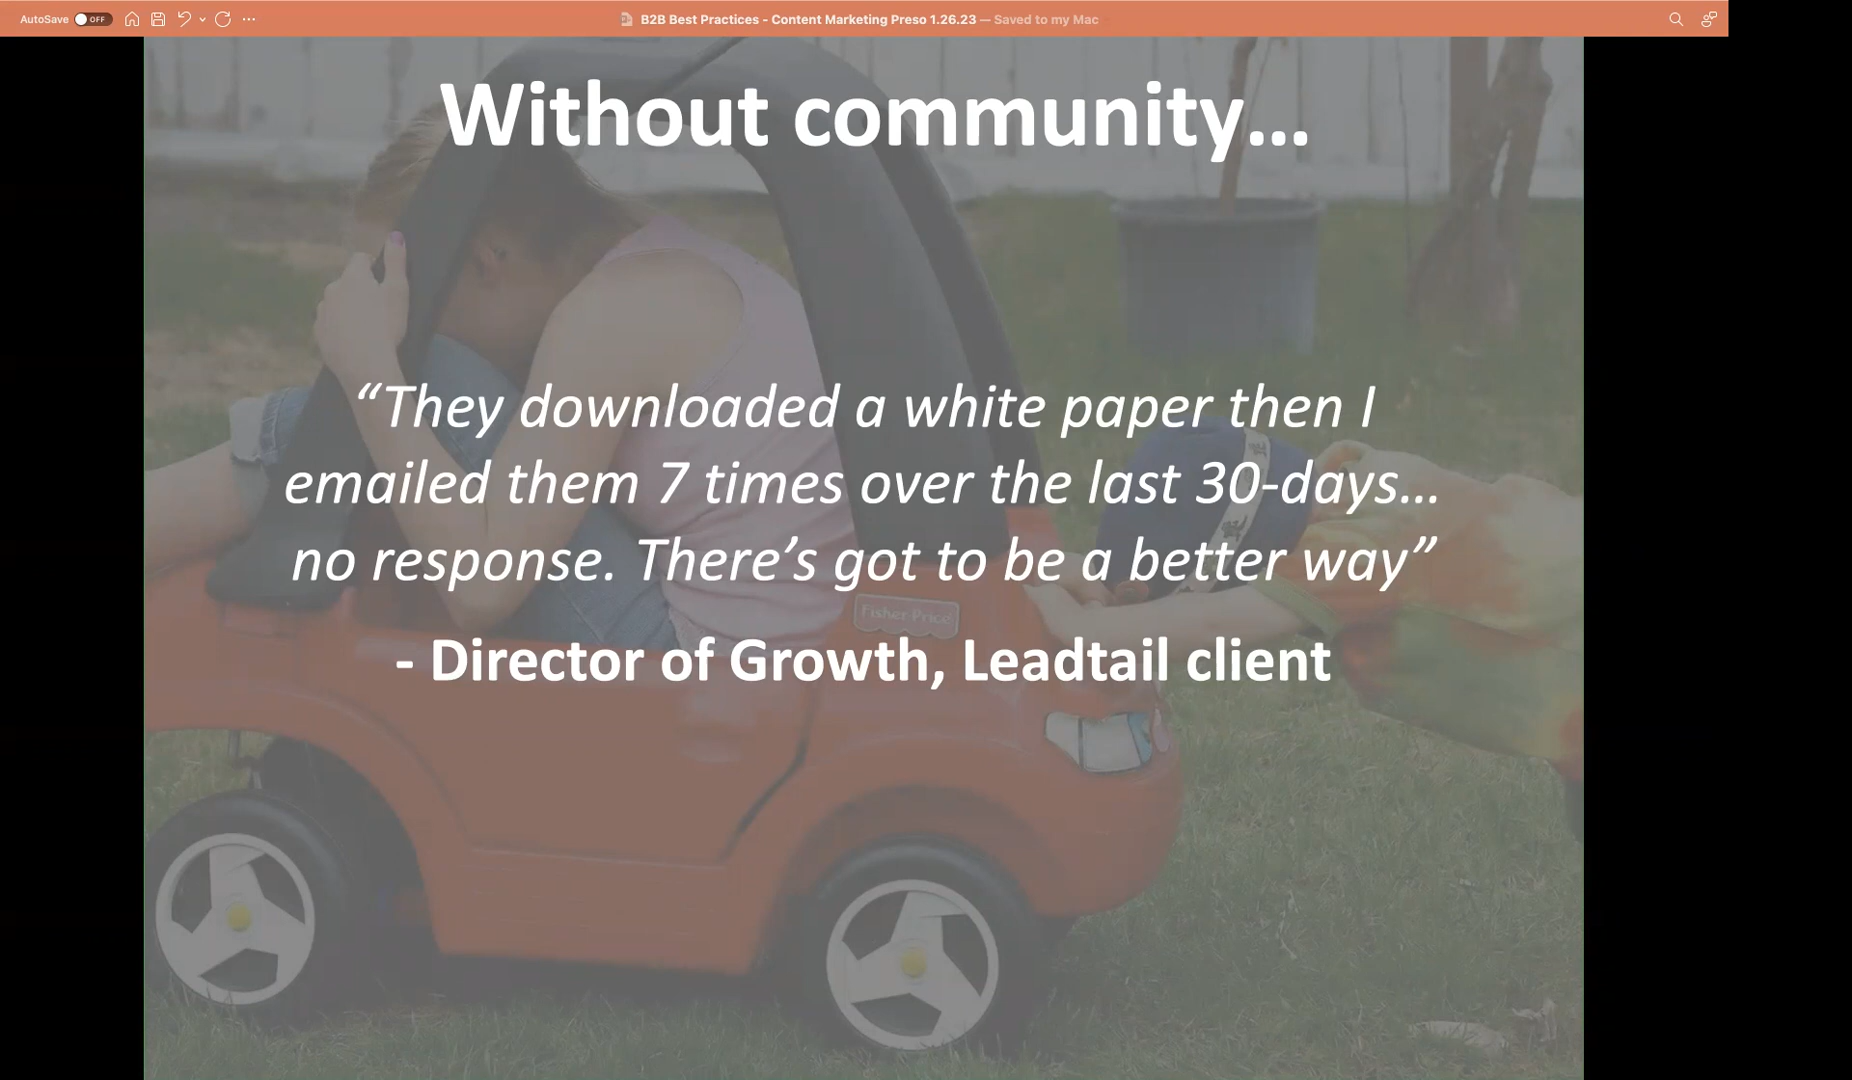 AutoSave OFF
B2B Best Practices - Content Marketing Preso 1.26.23 — Saved to my Mac
Without community...
“They downloaded a white paper then I
emailed them 7 times over the last 30-days...
no response. There’s got to be a better way”
Fisher-Price
- Director of Growth, Leadtail client